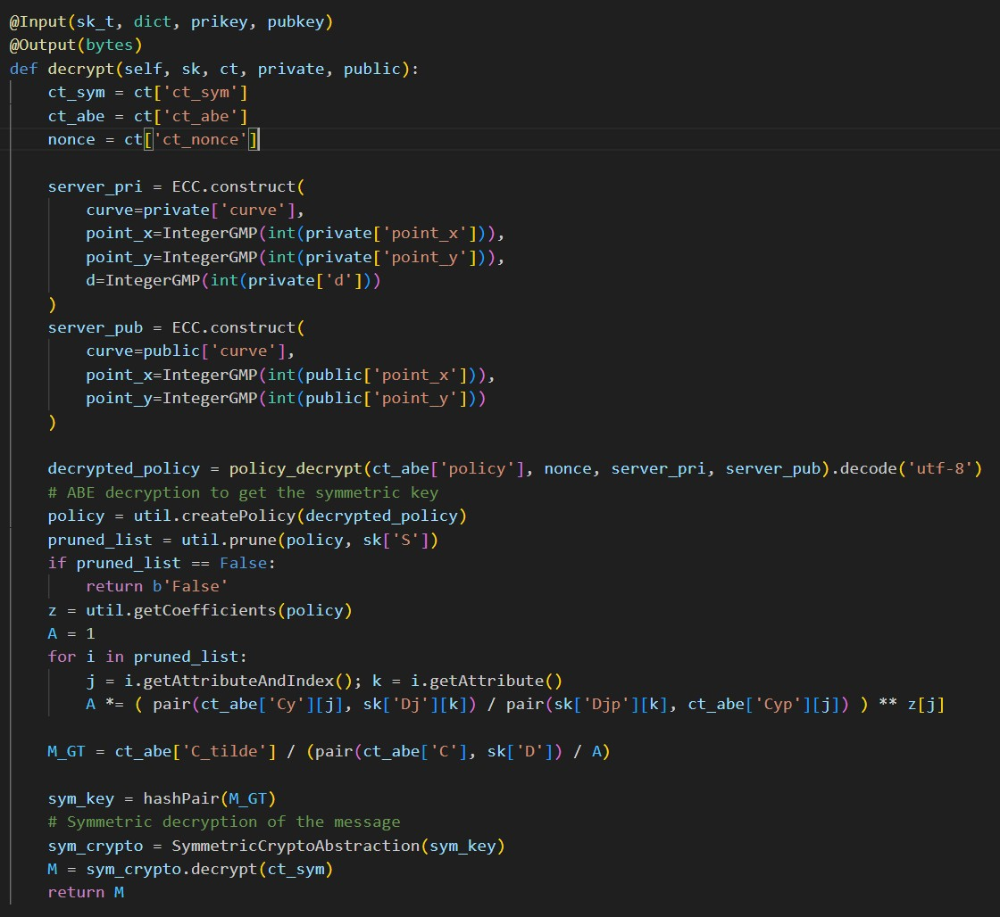 @Input(sk_t, dict, prikey, pubkey)
@Output(bytes)
def decrypt(self, sk, ct, private, public):
    ct_sym = ct['ct_sym']
    ct_abe = ct['ct_abe']
    nonce = ct['ct_nonce']

    server_pri = ECC.construct(
        curve=private['curve'],
        point_x=IntegerGMP(int(private['point_x'])),
        point_y=IntegerGMP(int(private['point_y'])),
        d=IntegerGMP(int(private['d']))
    )
    server_pub = ECC.construct(
        curve=public['curve'],
        point_x=IntegerGMP(int(public['point_x'])),
        point_y=IntegerGMP(int(public['point_y']))
    )

    decrypted_policy = policy_decrypt(ct_abe['policy'], nonce, server_pri, server_pub).decode('utf-8')
    # ABE decryption to get the symmetric key
    policy = util.createPolicy(decrypted_policy)
    pruned_list = util.prune(policy, sk['S'])
    if pruned_list == False:
        return b'False'
    z = util.getCoefficients(policy)
    A = 1
    for i in pruned_list:
        j = i.getAttributeAndIndex(); k = i.getAttribute()
        A *= ( pair(ct_abe['Cy'][j], sk['Dj'][k]) / pair(sk['Djp'][k], ct_abe['Cyp'][j]) ) ** z[j]

    M_GT = ct_abe['C_tilde'] / (pair(ct_abe['C'], sk['D']) / A)

    sym_key = hashPair(M_GT)
    # Symmetric decryption of the message
    sym_crypto = SymmetricCryptoAbstraction(sym_key)
    M = sym_crypto.decrypt(ct_sym)
    return M